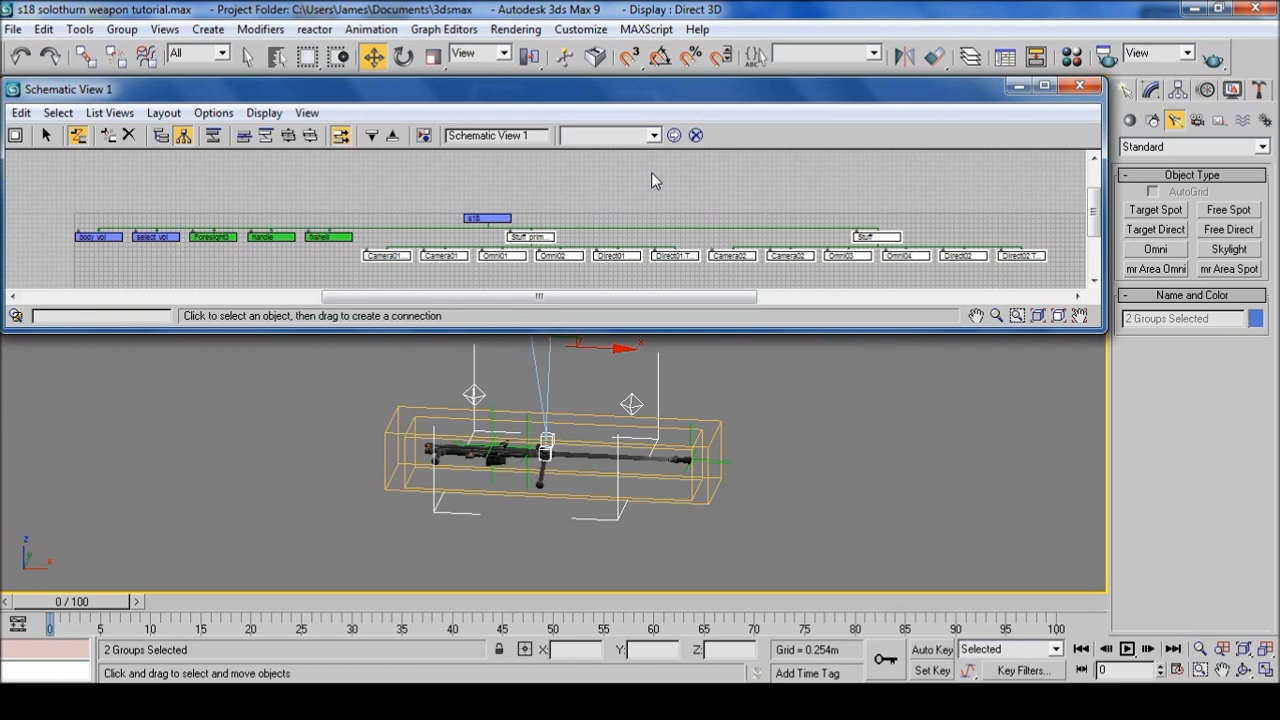 s18 solothurn weapon tutorial.max - Project Folder: C:\Users\James\Documents\3dsmax - Autodesk 3ds Max 9 - Display : Direct 3D
File Edit Tools Group Views Create Modifiers reactor Animation Graph Editors Rendering Customize MAXScript Help
All View View
Schematic View 1
Edit Select List Views Layout Options Display View
Schematic View 1
s18
body_vol select_vol Foresight3 handle Stuff_prim... Stuff
Camera01... Camera01 Omni01 Omni02 Direct01 Direct01.T... Camera02... Camera02 Omni03 Omni04 Direct02 Direct02.T...
Click to select an object, then drag to create a connection
Standard
- Object Type
AutoGrid
Target Spot Free Spot
Target Direct Free Direct
Omni Skylight
mr Area Omni mr Area Spot
- Name and Color
2 Groups Selected
x
z
y
x
< 0 / 100 >
0 5 10 15 20 25 30 35 40 45 50 55 60 65 70 75 80 85 90 95 100
2 Groups Selected X: Y: Z: Grid = 0.254m Auto Key Selected
Click and drag to select and move objects Add Time Tag Set Key Key Filters... 0